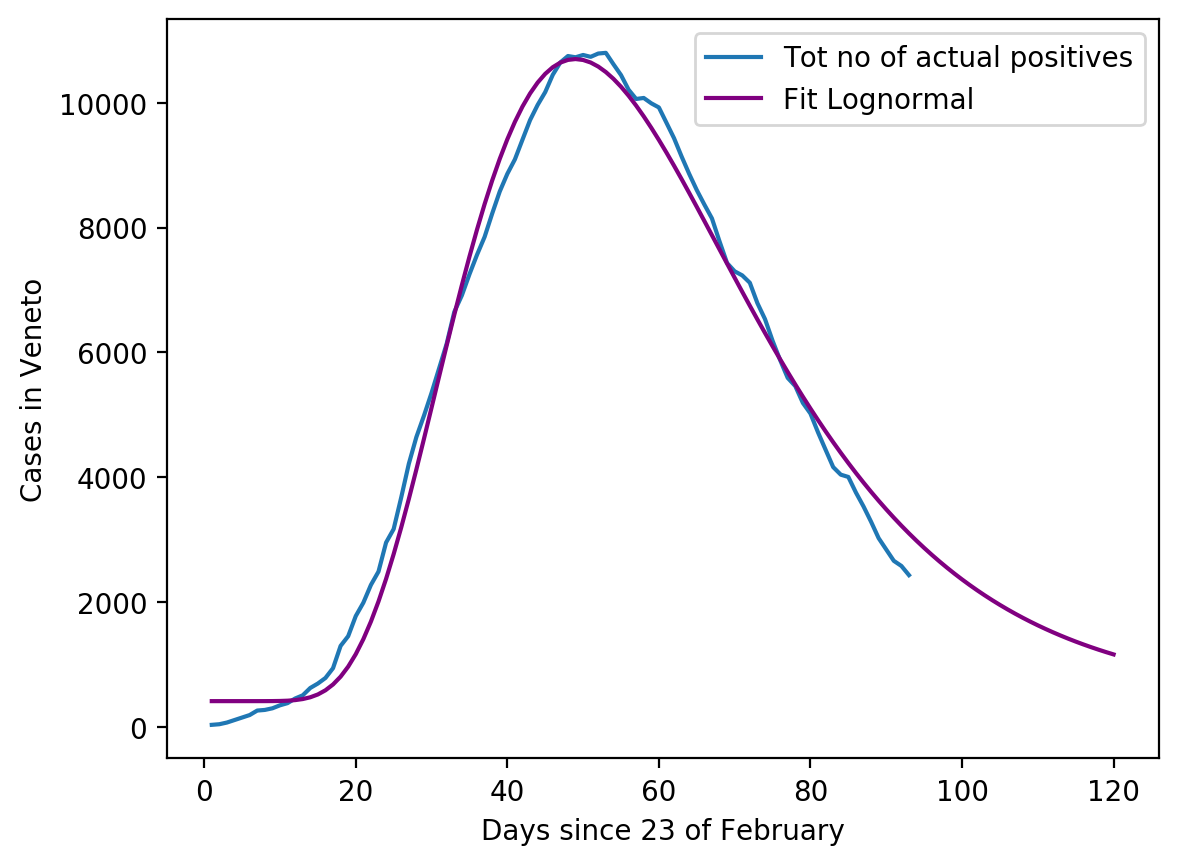 Tot no of actual positives
Fit Lognormal
10000
8000
6000
4000
2000
0
Cases in Veneto
0 20 40 60 80 100 120
Days since 23 of February